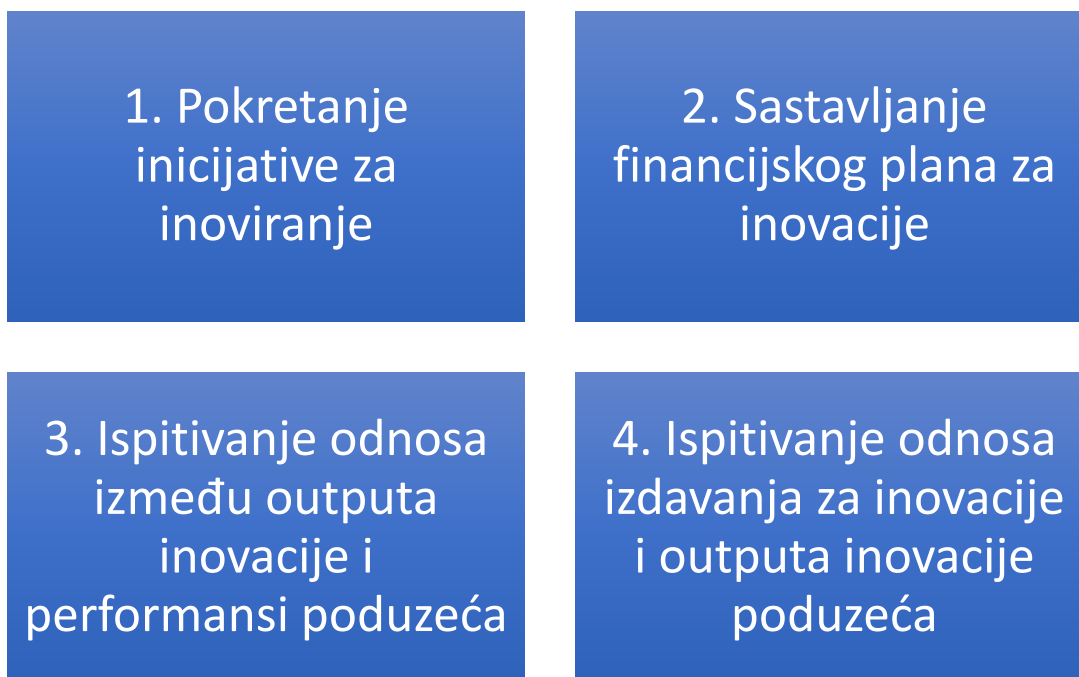 1. Pokretanje
inicijative za
inoviranje
2. Sastavljanje
financijskog plana za
inovacije
3. Ispitivanje odnosa
između outputa
inovacije i
performansi poduzeća
4. Ispitivanje odnosa
izdavanja za inovacije
i outputa inovacije
poduzeća